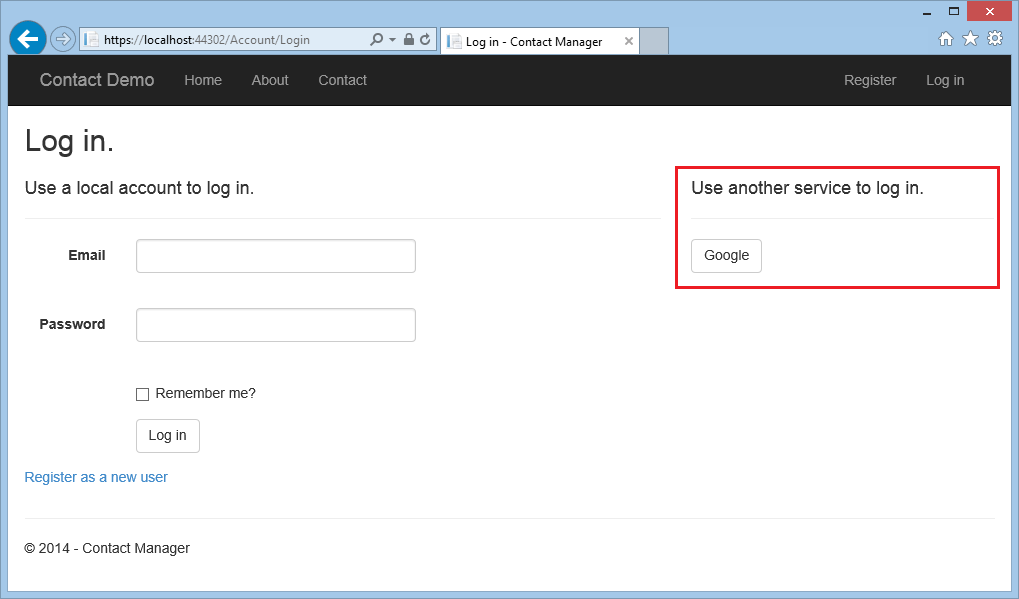 https://localhost:44302/Account/Login
Log in - Contact Manager
Contact Demo Home About Contact Register Log in
Log in.
Use a local account to log in.
Email
Password
Remember me?
Log in
Register as a new user
Use another service to log in.
Google
© 2014 - Contact Manager